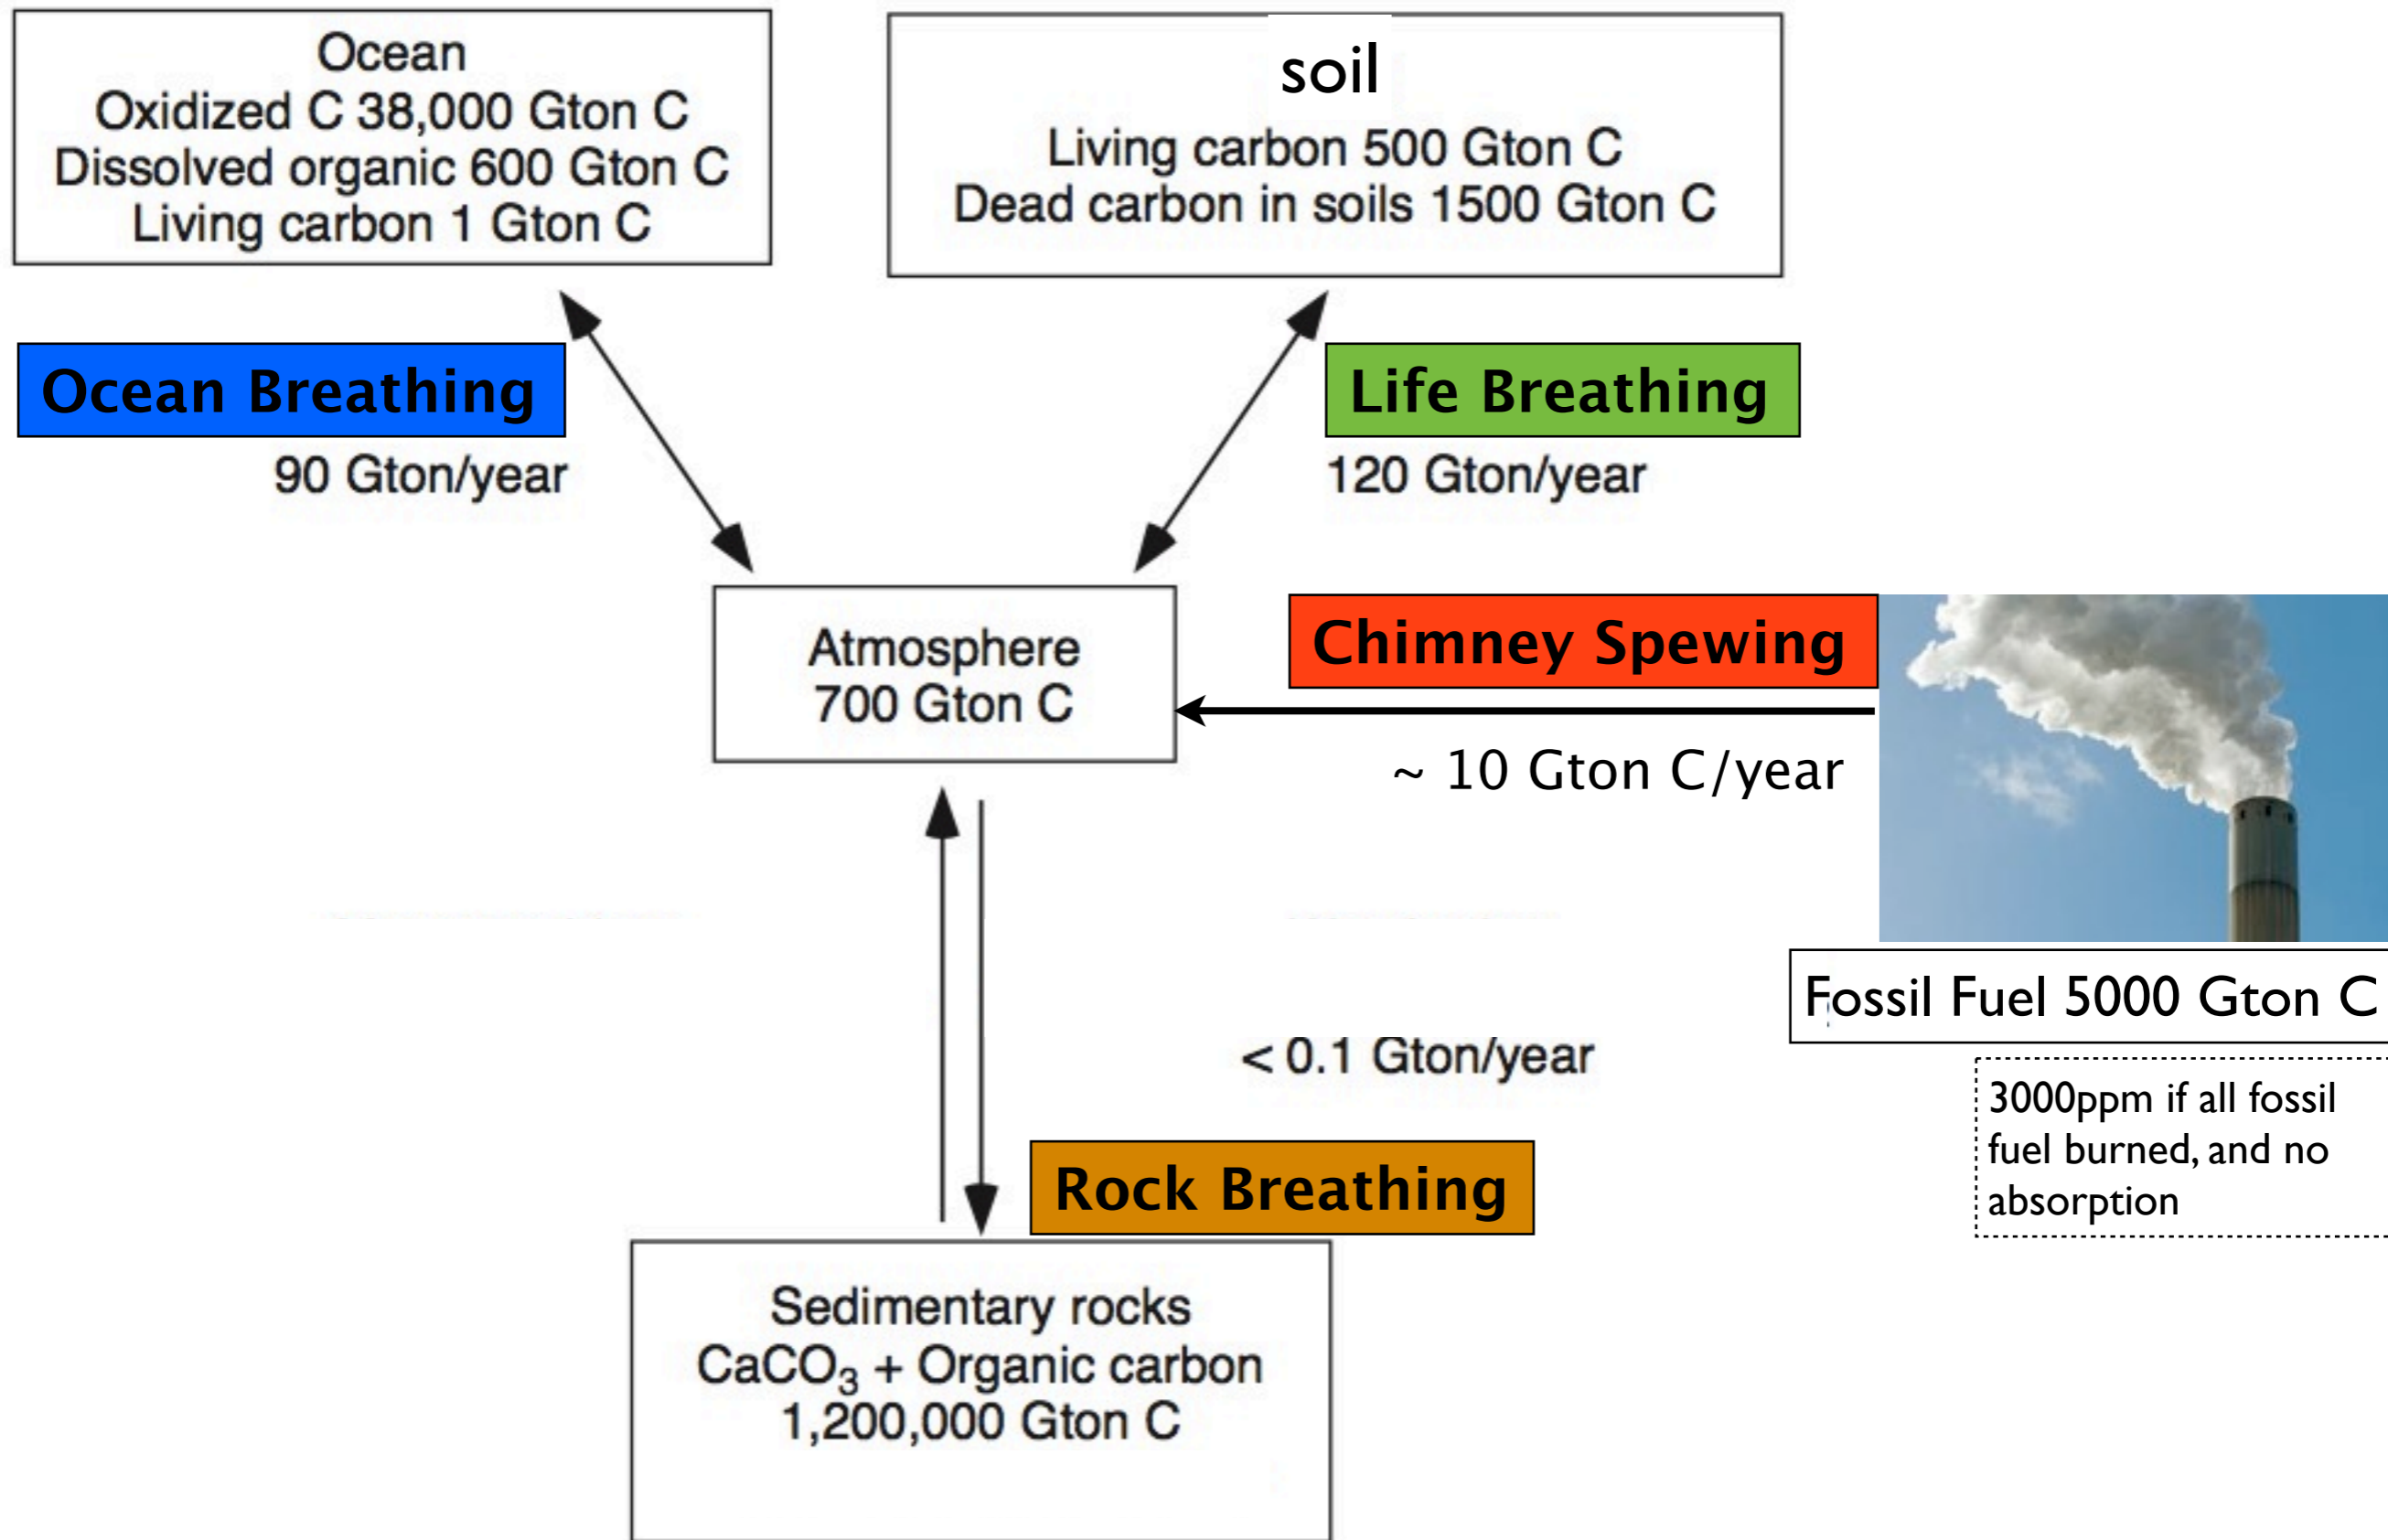 Ocean
Oxidized C 38,000 Gton C
Dissolved organic 600 Gton C
Living carbon 1 Gton C
soil
Living carbon 500 Gton C
Dead carbon in soils 1500 Gton C
Ocean Breathing
90 Gton/year
Life Breathing
120 Gton/year
Atmosphere
700 Gton C
Chimney Spewing
~ 10 Gton C/year
Fossil Fuel 5000 Gton C
3000ppm if all fossil
fuel burned, and no
absorption
< 0.1 Gton/year
Rock Breathing
Sedimentary rocks
CaCO₃ + Organic carbon
1,200,000 Gton C